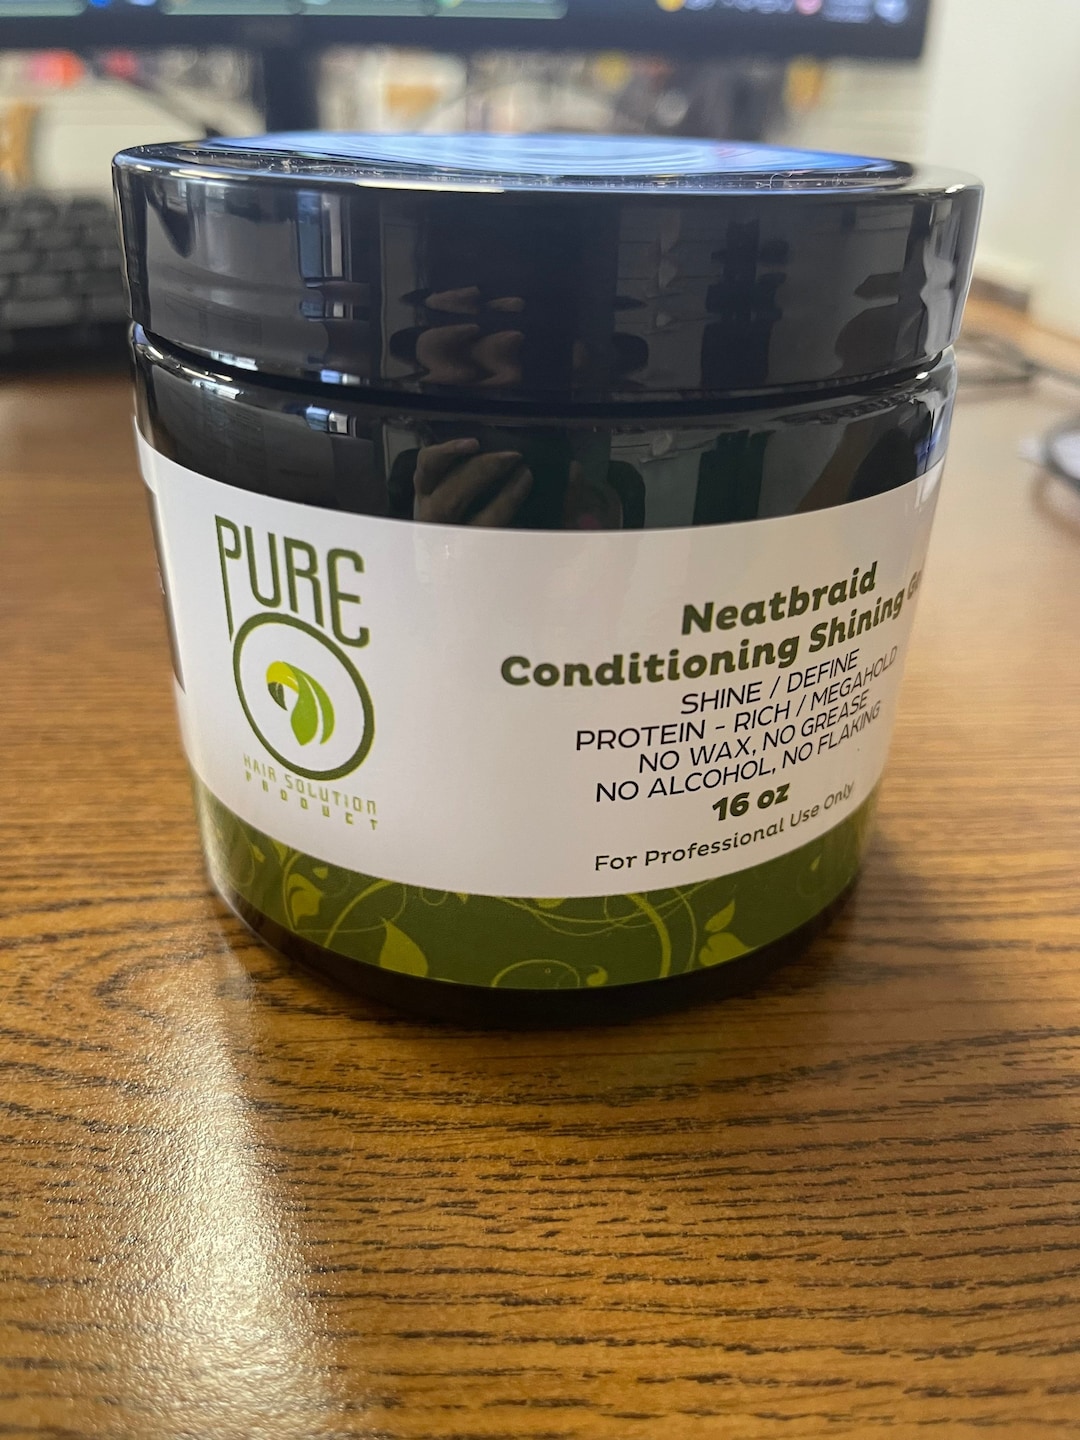 PURE
HAIR SOLUTION
PRODUCT
Neatbraid
Conditioning Shining
SHINE / DEFINE
PROTEIN - RICH / MEGAHOLD
NO WAX, NO GREASE
NO ALCOHOL, NO FLAKING
16 oz
For Professional Use Only